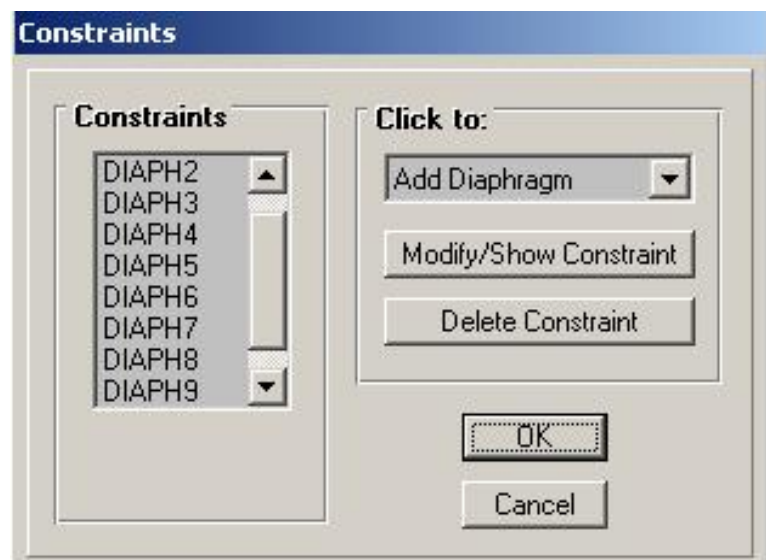 Constraints
Constraints
DIAPH2
DIAPH3
DIAPH4
DIAPH5
DIAPH6
DIAPH7
DIAPH8
DIAPH9
Click to:
Add Diaphragm
Modify/Show Constraint
Delete Constraint
OK
Cancel